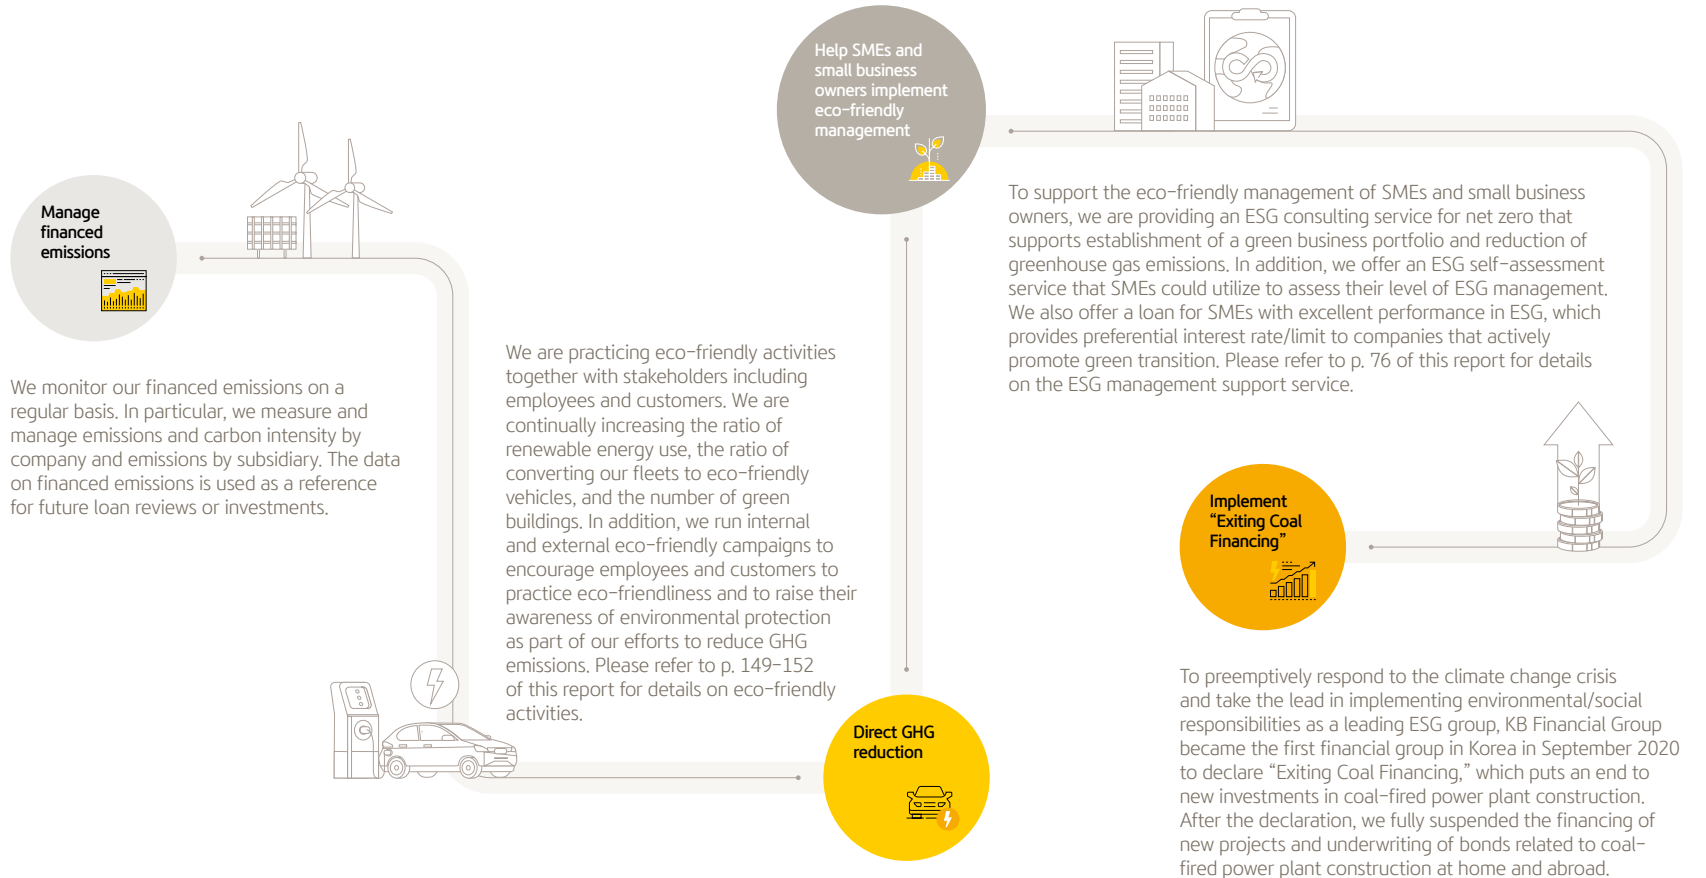 Manage
financed
emissions
We monitor our financed emissions on a
regular basis. In particular, we measure and
manage emissions and carbon intensity by
company and emissions by subsidiary. The data
on financed emissions is used as a reference
for future loan reviews or investments.
We are practicing eco-friendly activities
together with stakeholders including
employees and customers. We are
continually increasing the ratio of
renewable energy use, the ratio of
converting our fleets to eco-friendly
vehicles, and the number of green
buildings. In addition, we run internal
and external eco-friendly campaigns to
encourage employees and customers to
practice eco-friendliness and to raise their
awareness of environmental protection
as part of our efforts to reduce GHG
emissions. Please refer to p. 149-152
of this report for details on eco-friendly
activities.
Direct GHG
reduction
Help SMEs and
small business
owners implement
eco-friendly
management
To support the eco-friendly management of SMEs and small business
owners, we are providing an ESG consulting service for net zero that
supports establishment of a green business portfolio and reduction of
greenhouse gas emissions. In addition, we offer an ESG self-assessment
service that SMEs could utilize to assess their level of ESG management.
We also offer a loan for SMEs with excellent performance in ESG, which
provides preferential interest rate/limit to companies that actively
promote green transition. Please refer to p. 76 of this report for details
on the ESG management support service.
Implement
“Exiting Coal
Financing”
To preemptively respond to the climate change crisis
and take the lead in implementing environmental/social
responsibilities as a leading ESG group, KB Financial Group
became the first financial group in Korea in September 2020
to declare “Exiting Coal Financing,” which puts an end to
new investments in coal-fired power plant construction.
After the declaration, we fully suspended the financing of
new projects and underwriting of bonds related to coal-
fired power plant construction at home and abroad.